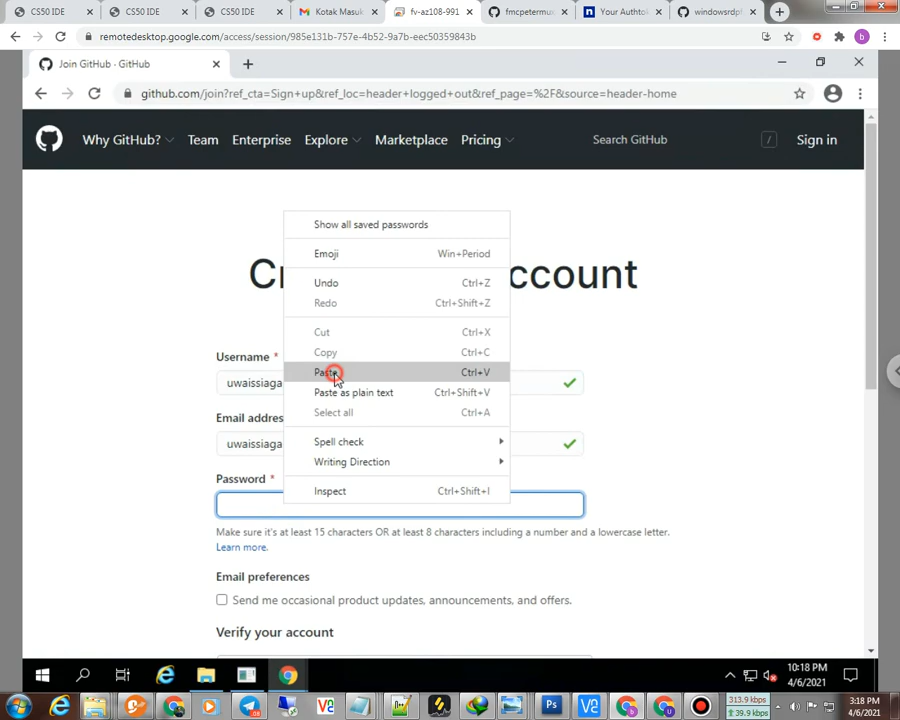 CS50 IDE
CS50 IDE
CS50 IDE
Kotak Masuk
fv-az108-991
fmcpetermux
Your Authtok
windowsrdp
remotedesktop.google.com/access/session/985e131b-757e-4b52-9a7b-eec50359843b
b
Join GitHub · GitHub
github.com/join?ref_cta=Sign+up&ref_loc=header+logged+out&ref_page=%2F&source=header-home
Why GitHub?
Team
Enterprise
Explore
Marketplace
Pricing
Search GitHub
/
Sign in
Show all saved passwords
Emoji Win+Period
Undo Ctrl+Z
Redo Ctrl+Shift+Z
Cut Ctrl+X
Copy Ctrl+C
Paste Ctrl+V
Paste as plain text Ctrl+Shift+V
Select all Ctrl+A
Spell check
Writing Direction
Inspect Ctrl+Shift+I
ccount
Username *
uwaissiaga
Email addres
uwaissiaga
Password *
Make sure it's at least 15 characters OR at least 8 characters including a number and a lowercase letter.
Learn more.
Email preferences
Send me occasional product updates, announcements, and offers.
Verify your account
10:18 PM
4/6/2021
Ps
313.9 kbps
39.9 kbps
3:18 PM
4/6/2021